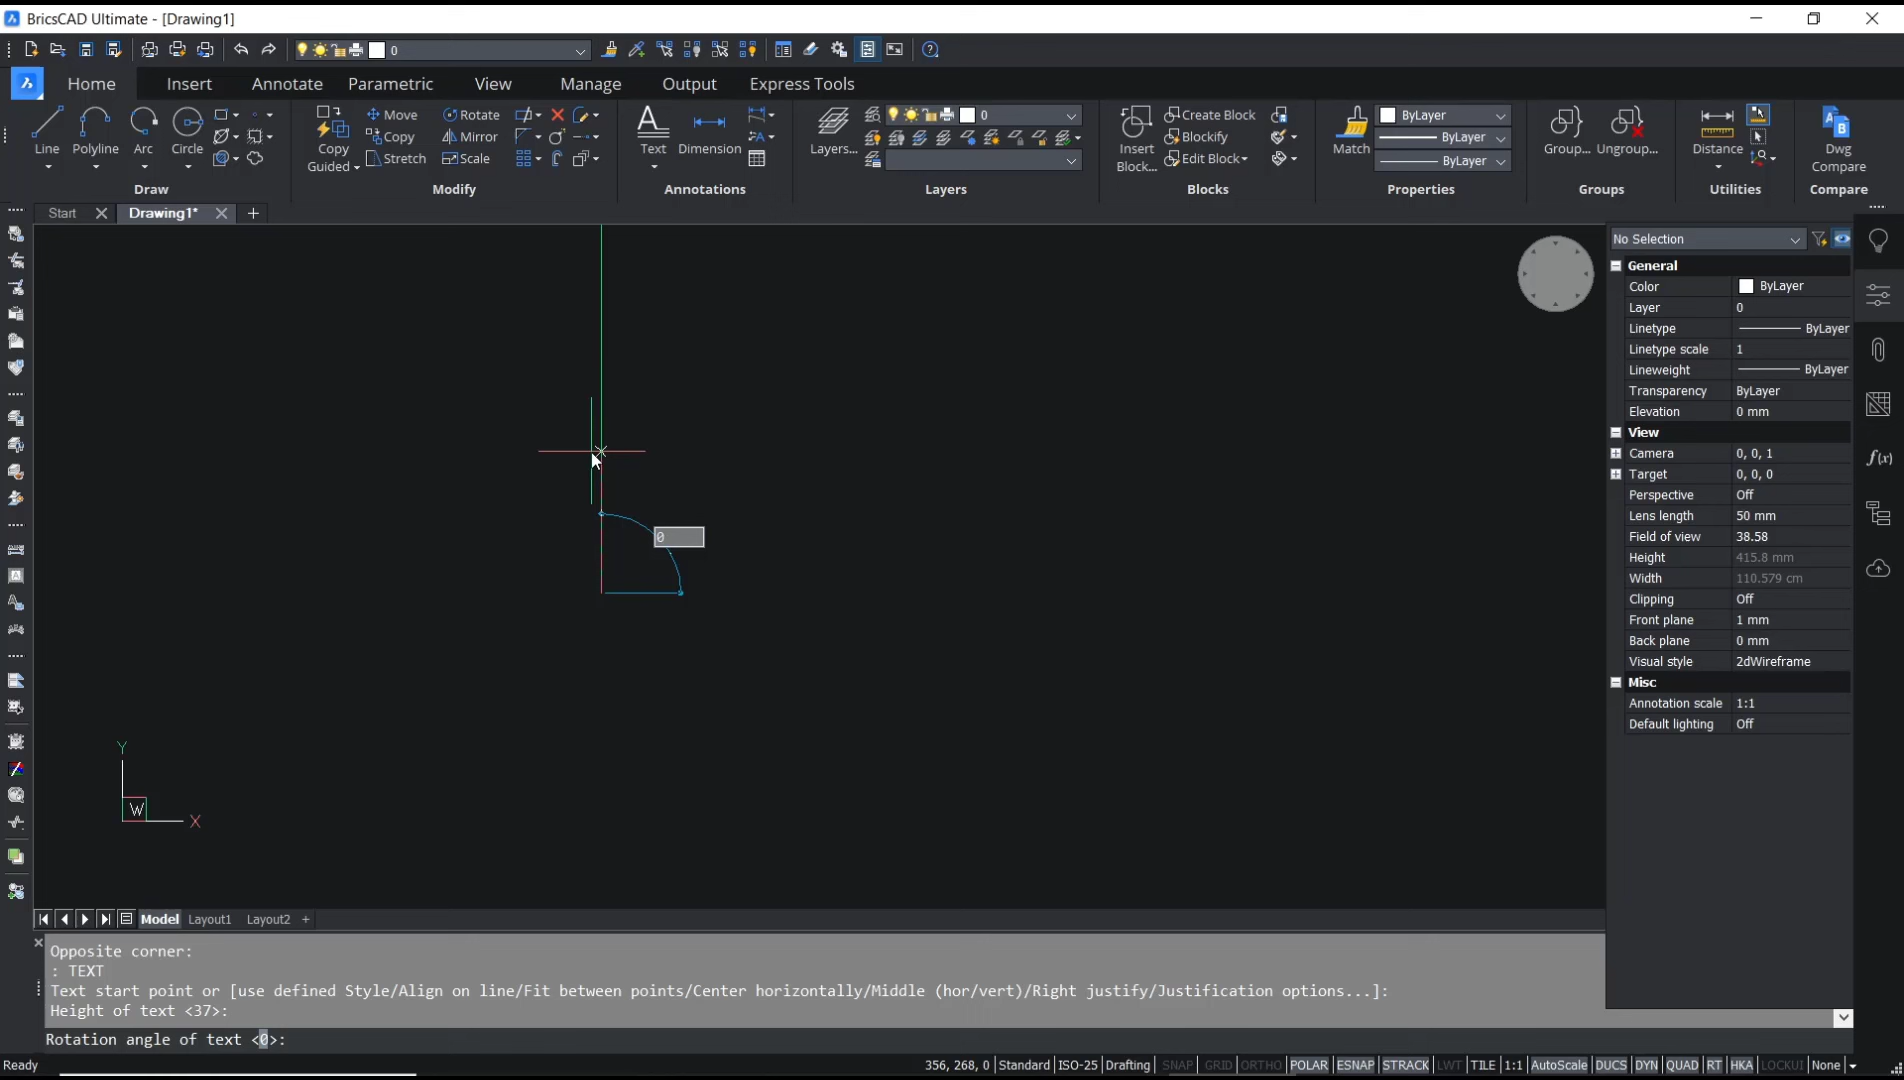 BricsCAD Ultimate - [Drawing1]
0
Home Insert Annotate Parametric View Manage Output Express Tools
Line Polyline Arc Circle
Copy Guided
Move Rotate
Copy Mirror
Stretch Scale
Text Dimension
Layers...
0
Insert Block...
Create Block
Blockify
Edit Block
Match
ByLayer
ByLayer
ByLayer
Group... Ungroup...
Distance
Dwg Compare
Draw Modify Annotations Layers Blocks Properties Groups Utilities Compare
Start Drawing1*
No Selection
General
Color ByLayer
Layer 0
Linetype ByLayer
Linetype scale 1
Lineweight ByLayer
Transparency ByLayer
Elevation 0 mm
View
Camera 0, 0, 1
Target 0, 0, 0
Perspective Off
Lens length 50 mm
Field of view 38.58
Height 415.8 mm
Width 110.579 cm
Clipping Off
Front plane 1 mm
Back plane 0 mm
Visual style 2dWireframe
Misc
Annotation scale 1:1
Default lighting Off
f(x)
0
Y
W X
Model Layout1 Layout2 +
Opposite corner:
: TEXT
Text start point or [use defined Style/Align on line/Fit between points/Center horizontally/Middle (hor/vert)/Right justify/Justification options...]:
Height of text <37>:
Rotation angle of text <0>:
Ready 356, 268, 0 Standard ISO-25 Drafting SNAP GRID ORTHO POLAR ESNAP STRACK LWT TILE 1:1 AutoScale DUCS DYN QUAD RT HKA LOCKUI None